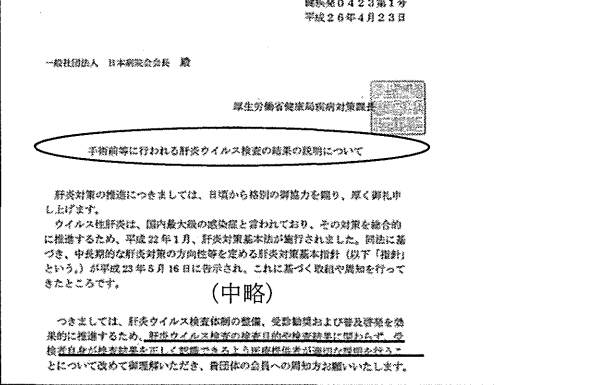 健疾発0423第1号
平成26年4月23日
一般社団法人 日本病院会会長 殿
厚生労働省健康局疾病対策課長
手術前等に行われる肝炎ウイルス検査の結果の説明について
肝炎対策の推進につきましては、日頃から格別の御協力を賜り、厚く御礼申
し上げます。
ウイルス性肝炎は、国内最大級の感染症と言われており、その対策を総合的
に推進するため、平成22年1月、肝炎対策基本法が施行されました。同法に基
づき、中長期的な肝炎対策の方向性等を定める肝炎対策基本指針(以下「指針」
という。)が平成23年5月16日に告示され、これに基づく取組や周知を行って
きたところです。
(中略)
つきましては、肝炎ウイルス検査体制の整備、受診勧奨および普及啓発を効
果的に推進するため、肝炎ウイルス検査の検査目的や検査結果に関わらず、受
検者自身が検査結果を正しく認識できるよう医療提供者が適切な説明を行うこ
とについて改めて御理解いただき、貴団体の会員への周知方お願いいたします。